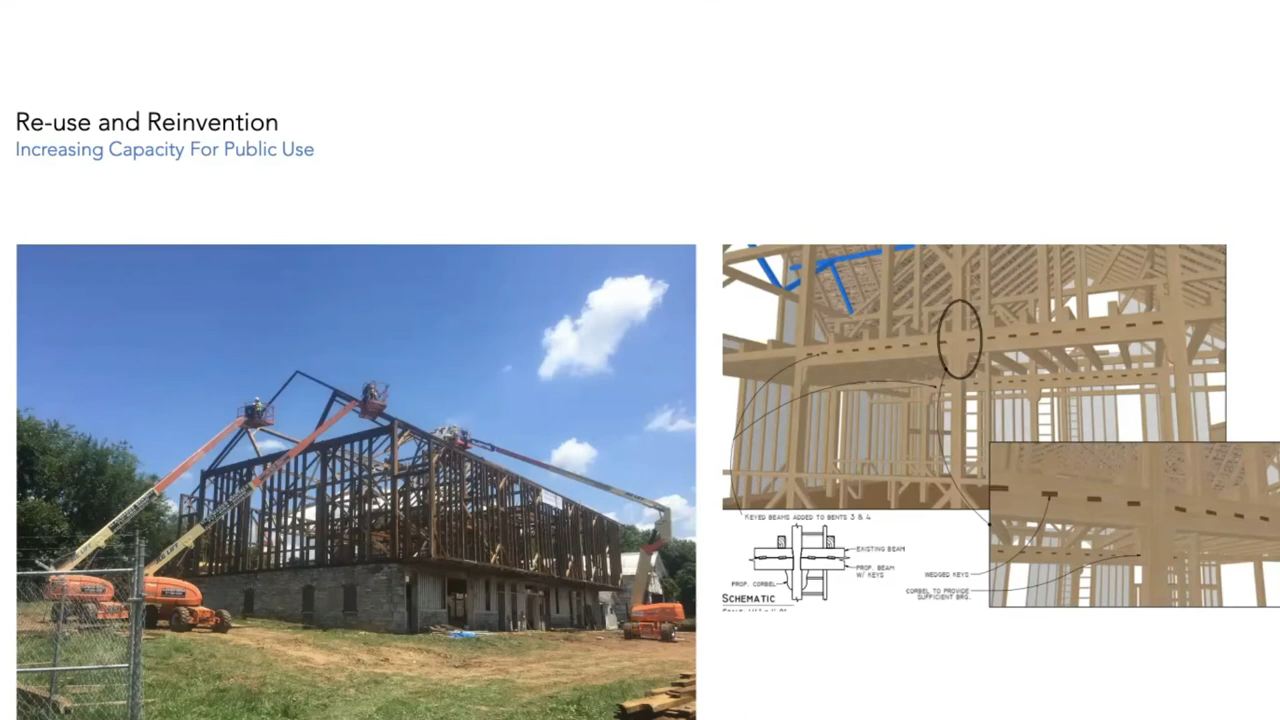 Re-use and Reinvention
Increasing Capacity For Public Use
KEYED BEAMS ADDED TO BENTS 3 & 4
EXISTING BEAM
PROP. BEAM
W/ KEYS
PROP. CORBEL
SCHEMATIC
WEDGED KEYS
CORBEL TO PROVIDE
SUFFICIENT BRG.